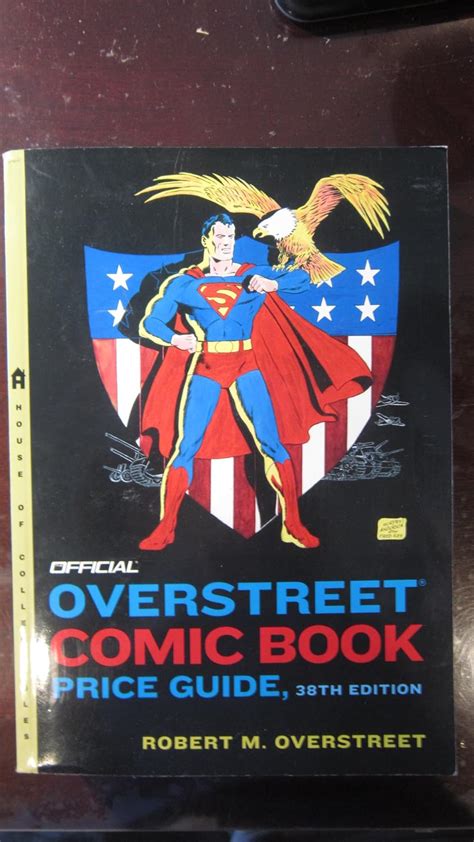 HOUSE OF COLLECTIBLES
OFFICIAL
OVERSTREET®
COMIC BOOK
PRICE GUIDE, 38TH EDITION
ROBERT M. OVERSTREET